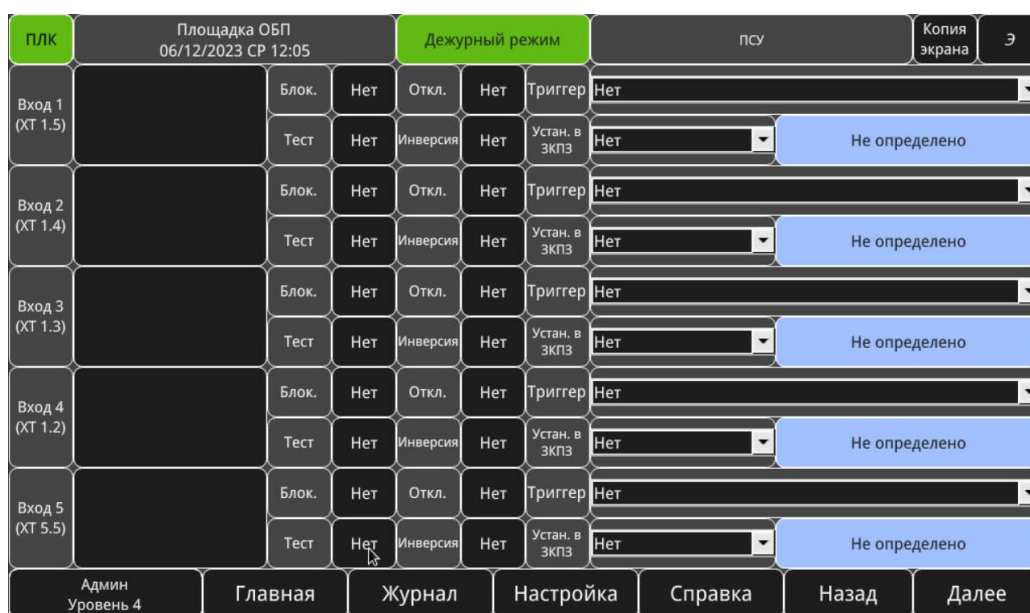 ПЛК
Площадка ОБП
06/12/2023 СР 12:05
Дежурный режим
ПСУ
Копия
экрана
Э
Вход 1
(XT 1.5)
Блок. Нет Откл. Нет Триггер Нет
Тест Нет Инверсия Нет Устан. в
ЗКПЗ Нет Не определено
Вход 2
(XT 1.4)
Блок. Нет Откл. Нет Триггер Нет
Тест Нет Инверсия Нет Устан. в
ЗКПЗ Нет Не определено
Вход 3
(XT 1.3)
Блок. Нет Откл. Нет Триггер Нет
Тест Нет Инверсия Нет Устан. в
ЗКПЗ Нет Не определено
Вход 4
(XT 1.2)
Блок. Нет Откл. Нет Триггер Нет
Тест Нет Инверсия Нет Устан. в
ЗКПЗ Нет Не определено
Вход 5
(XT 5.5)
Блок. Нет Откл. Нет Триггер Нет
Тест Нет Инверсия Нет Устан. в
ЗКПЗ Нет Не определено
Админ
Уровень 4
Главная Журнал Настройка Справка Назад Далее